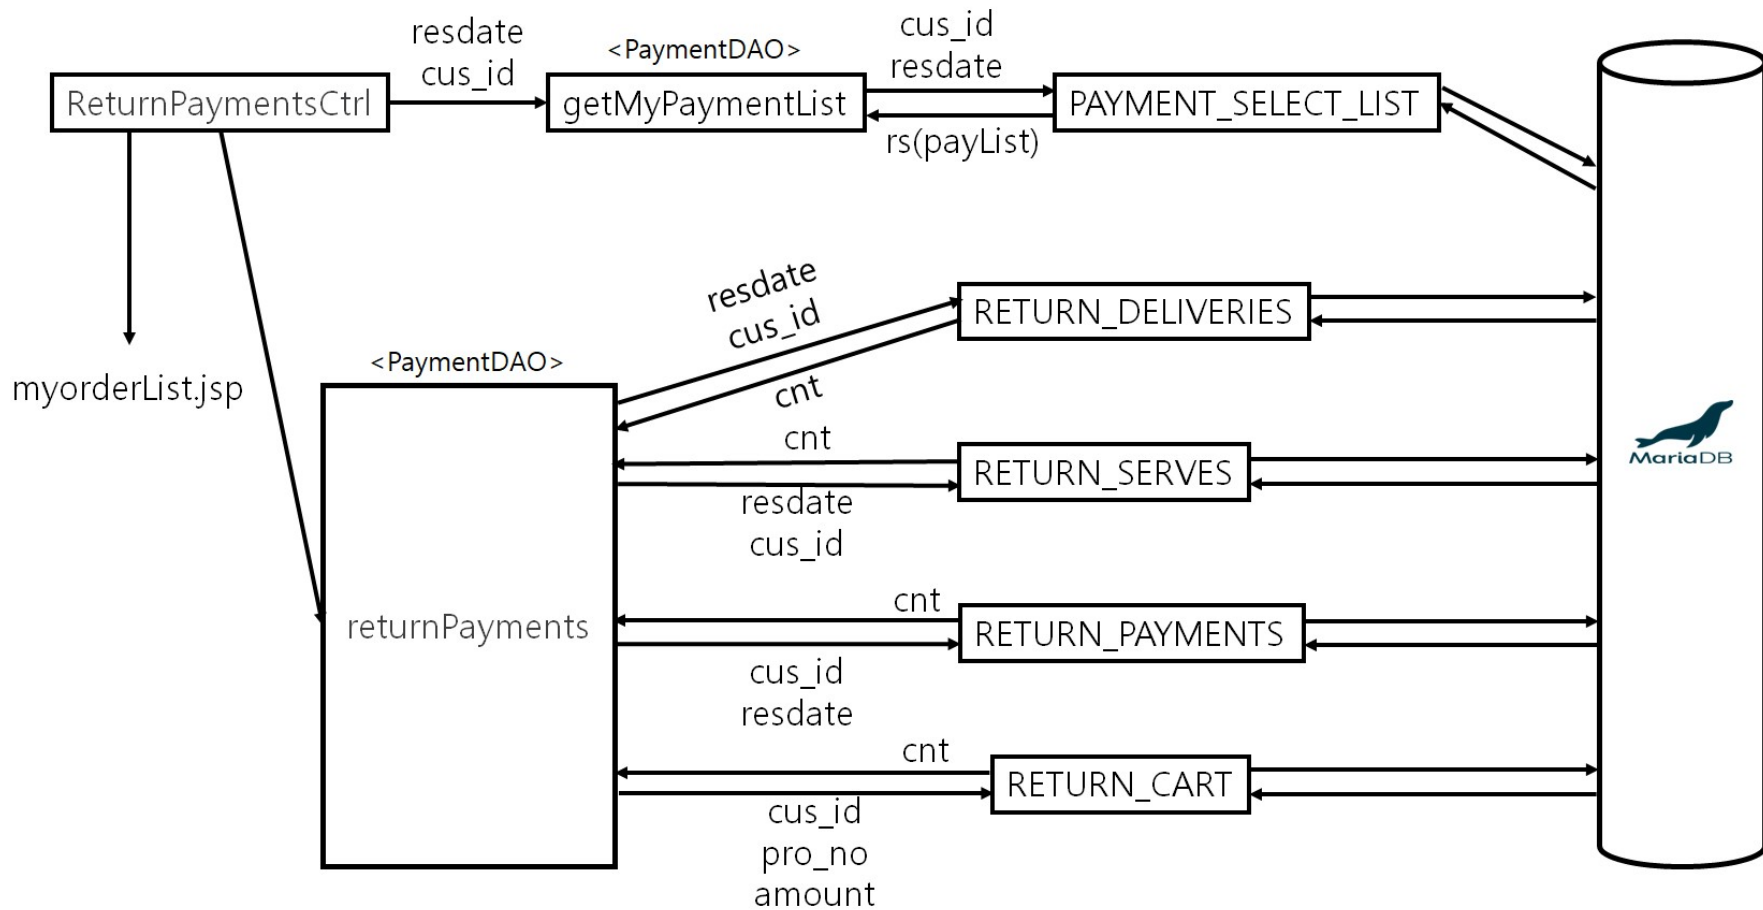 resdate
cus_id
<PaymentDAO>
cus_id
resdate
ReturnPaymentsCtrl
getMyPaymentList
PAYMENT_SELECT_LIST
rs(payList)
resdate
cus_id
RETURN_DELIVERIES
<PaymentDAO>
myorderList.jsp
cnt
cnt
RETURN_SERVES
MariaDB
resdate
cus_id
cnt
returnPayments
RETURN_PAYMENTS
cus_id
resdate
cnt
RETURN_CART
cus_id
pro_no
amount